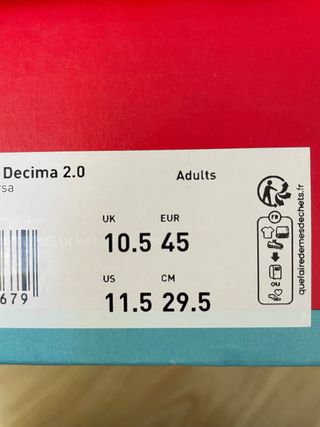 Decima 2.0
Adults
rsa
UK EUR
10.5 45
US CM
11.5 29.5
679
FR
OU
quefairedemesdechets.fr